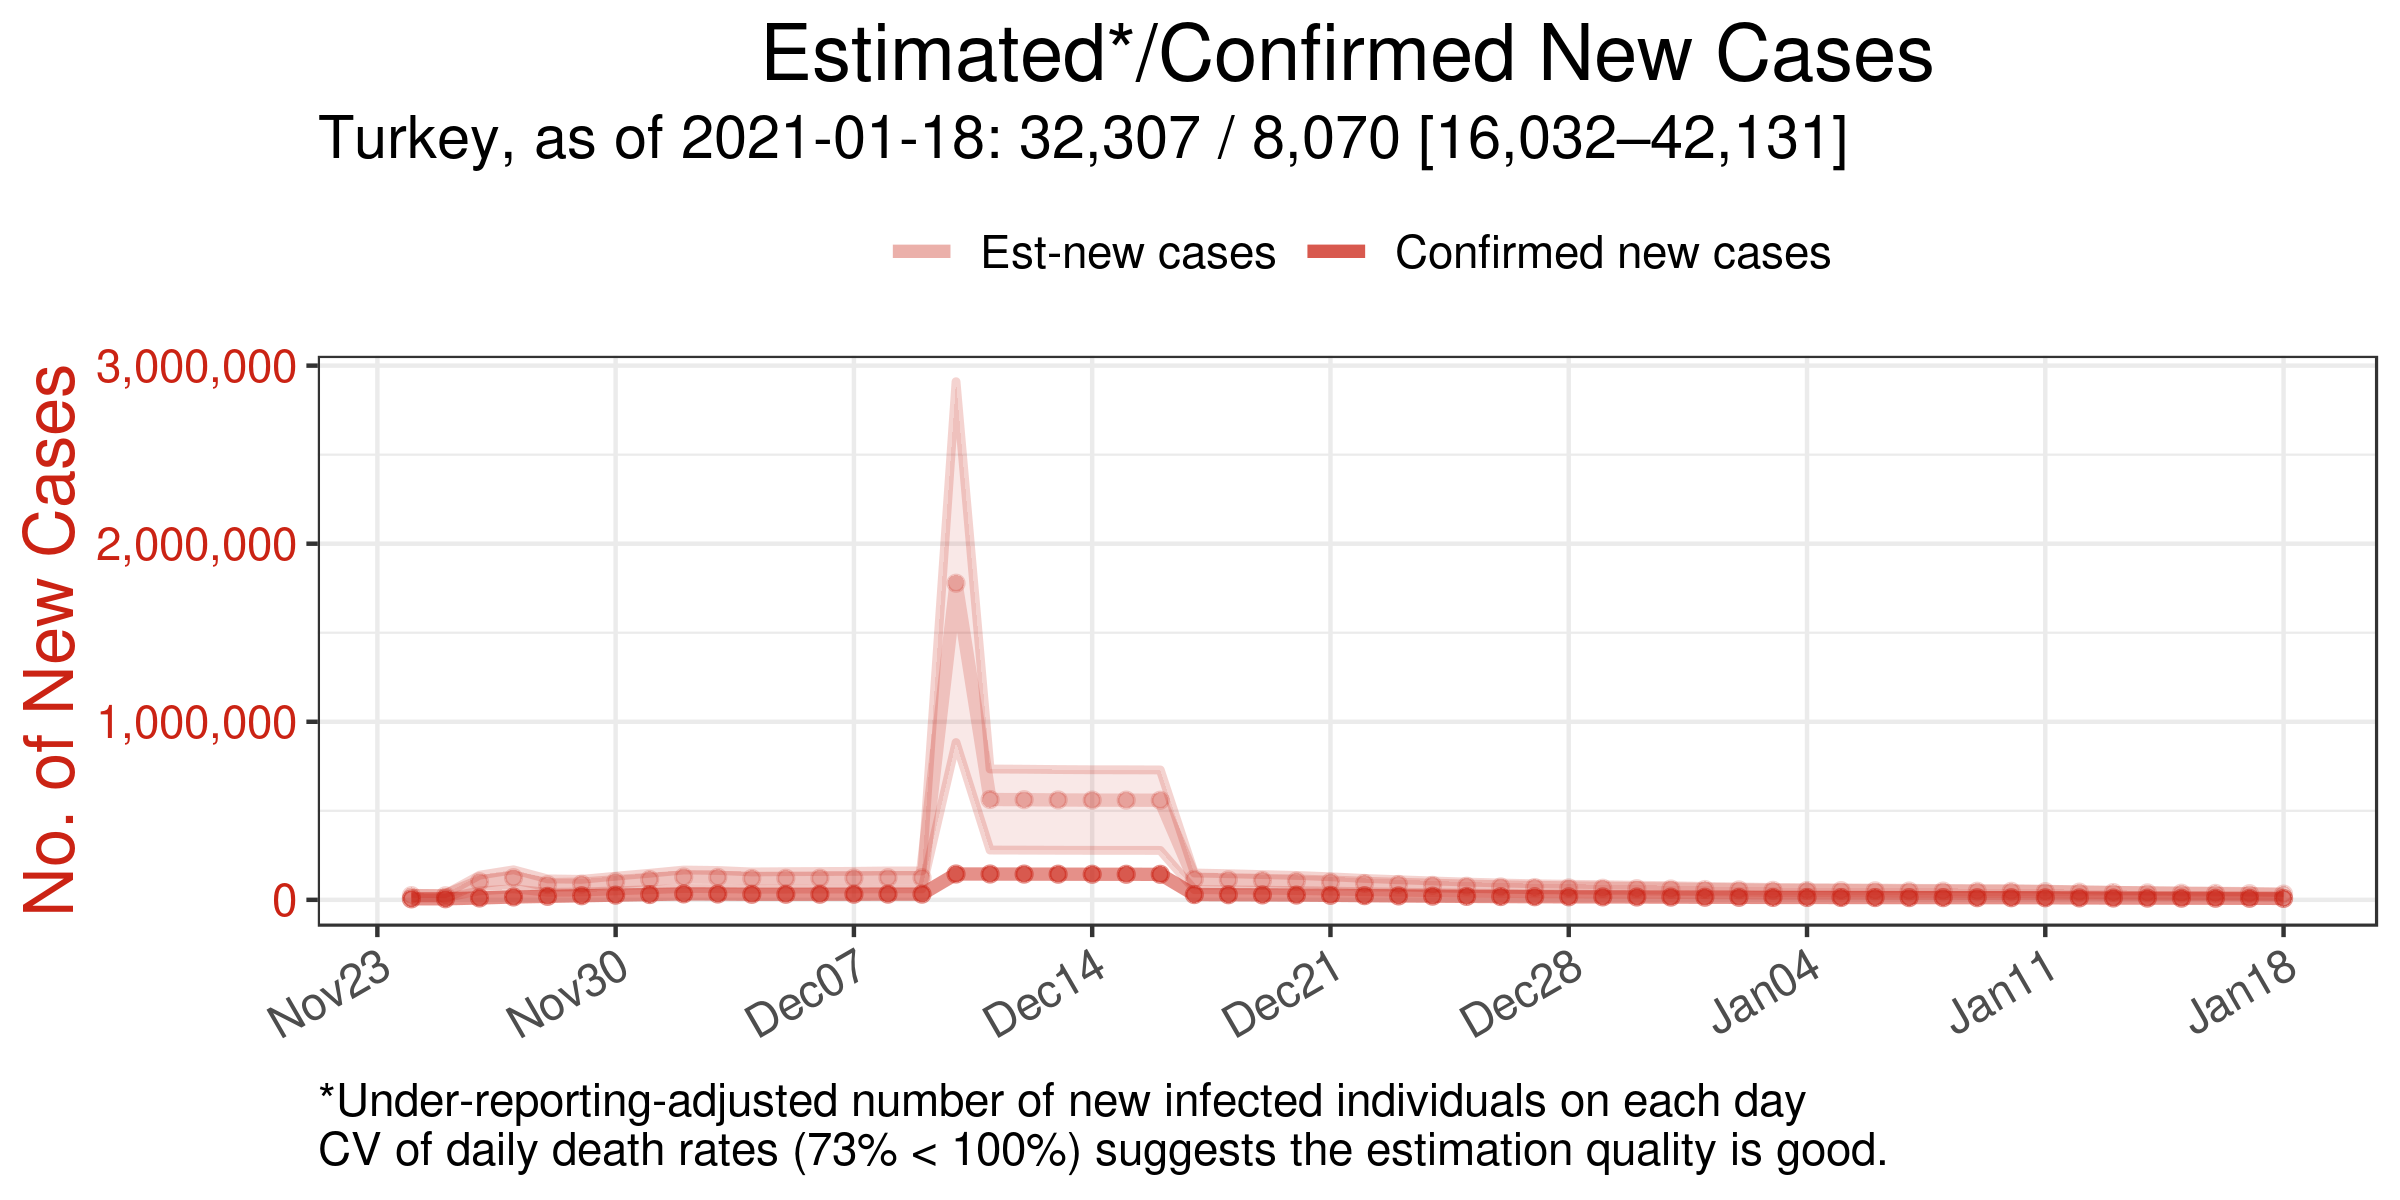 Estimated*/Confirmed New Cases
Turkey, as of 2021-01-18: 32,307 / 8,070 [16,032–42,131]
Est-new cases
Confirmed new cases
No. of New Cases
3,000,000
2,000,000
1,000,000
0
Nov23
Nov30
Dec07
Dec14
Dec21
Dec28
Jan04
Jan11
Jan18
*Under-reporting-adjusted number of new infected individuals on each day
CV of daily death rates (73% < 100%) suggests the estimation quality is good.